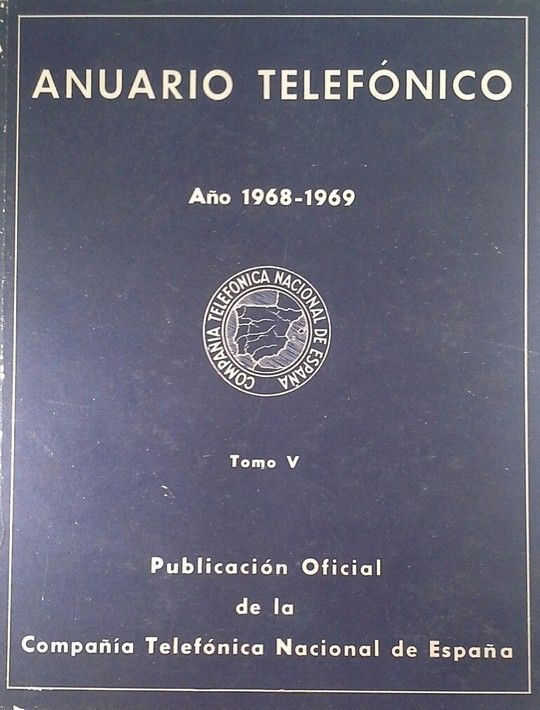 ANUARIO TELEFÓNICO
Año 1968-1969
COMPAÑIA TELEFONICA NACIONAL DE ESPAÑA
Tomo V
Publicación Oficial
de la
Compañía Telefónica Nacional de España